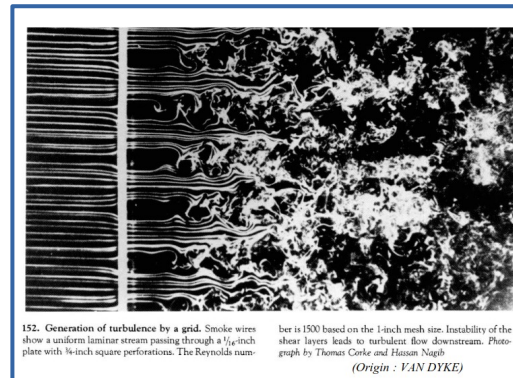 152. Generation of turbulence by a grid. Smoke wires
show a uniform laminar stream passing through a 1/16-inch
plate with ¾-inch square perforations. The Reynolds num-
ber is 1500 based on the 1-inch mesh size. Instability of the
shear layers leads to turbulent flow downstream. Photo-
graph by Thomas Corke and Hassan Nagib
(Origin : VAN DYKE)